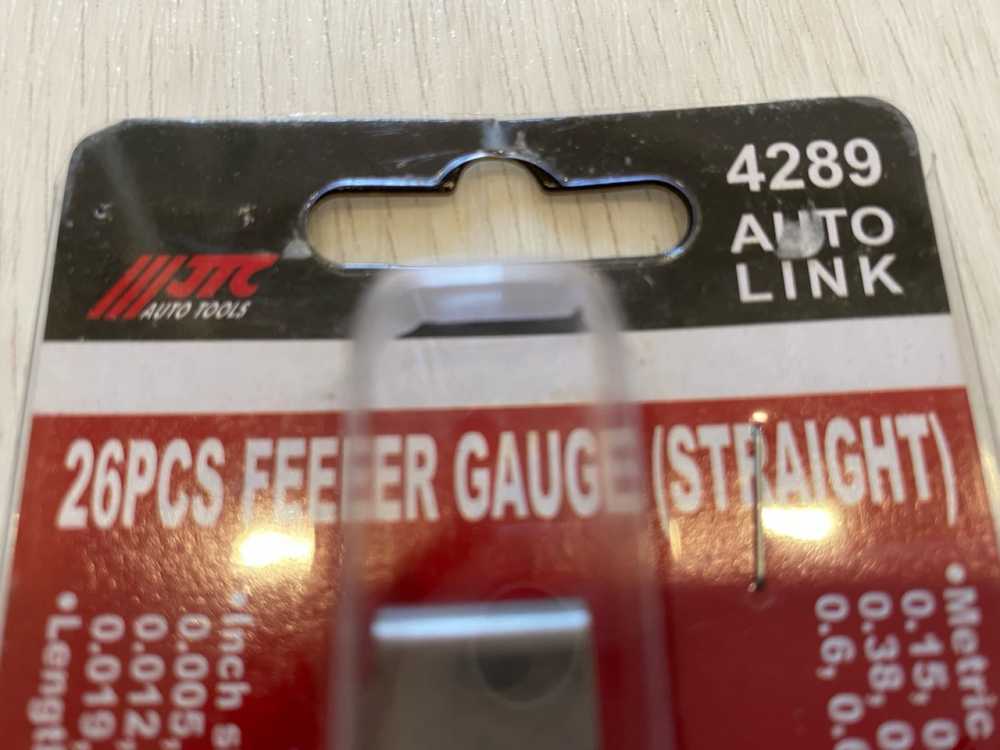 4289
AUTO
LINK
JTC
AUTO TOOLS
26PCS FEELER GAUGE (STRAIGHT)
•Inch s
0.005,
0.012,
0.019,
•Length
•Metric
0.15, 0
0.38, 0
0.6, 0.